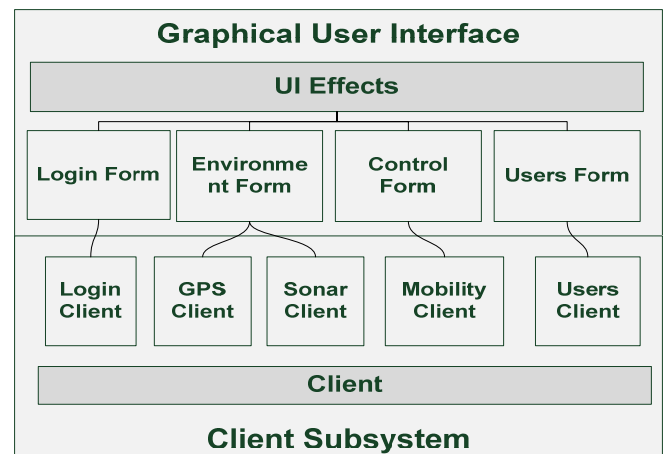 Graphical User Interface
UI Effects
Login Form
Environme
nt Form
Control
Form
Users Form
Login
Client
GPS
Client
Sonar
Client
Mobility
Client
Users
Client
Client
Client Subsystem